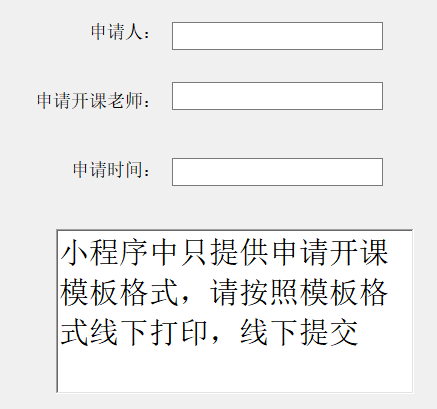 申请人：
申请开课老师：
申请时间：
小程序中只提供申请开课
模板格式，请按照模板格
式线下打印，线下提交